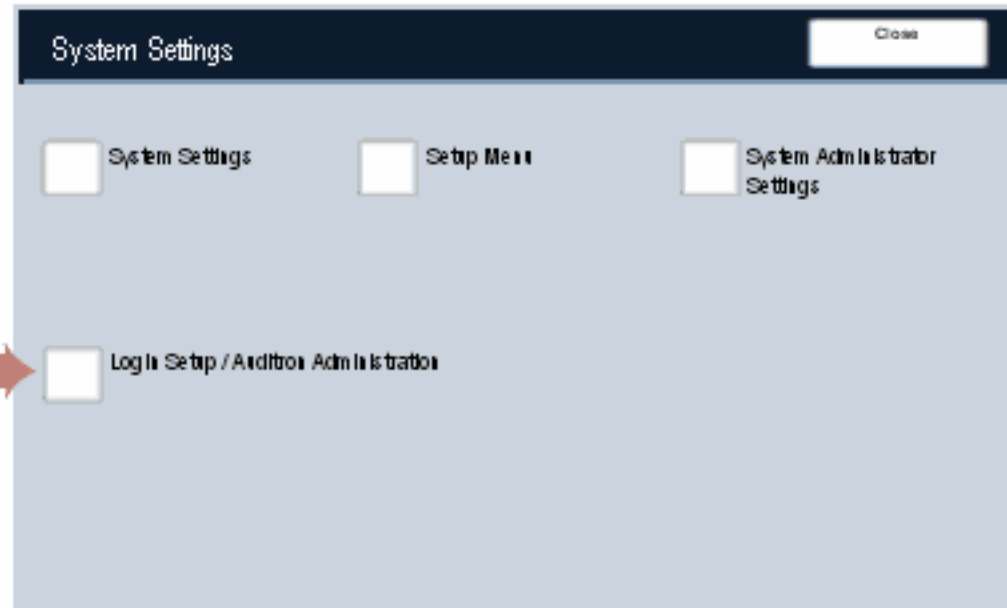 System Settings
Close
System Settings
Setup Menu
System Administrator
Settings
Login Setup / Auditron Administration